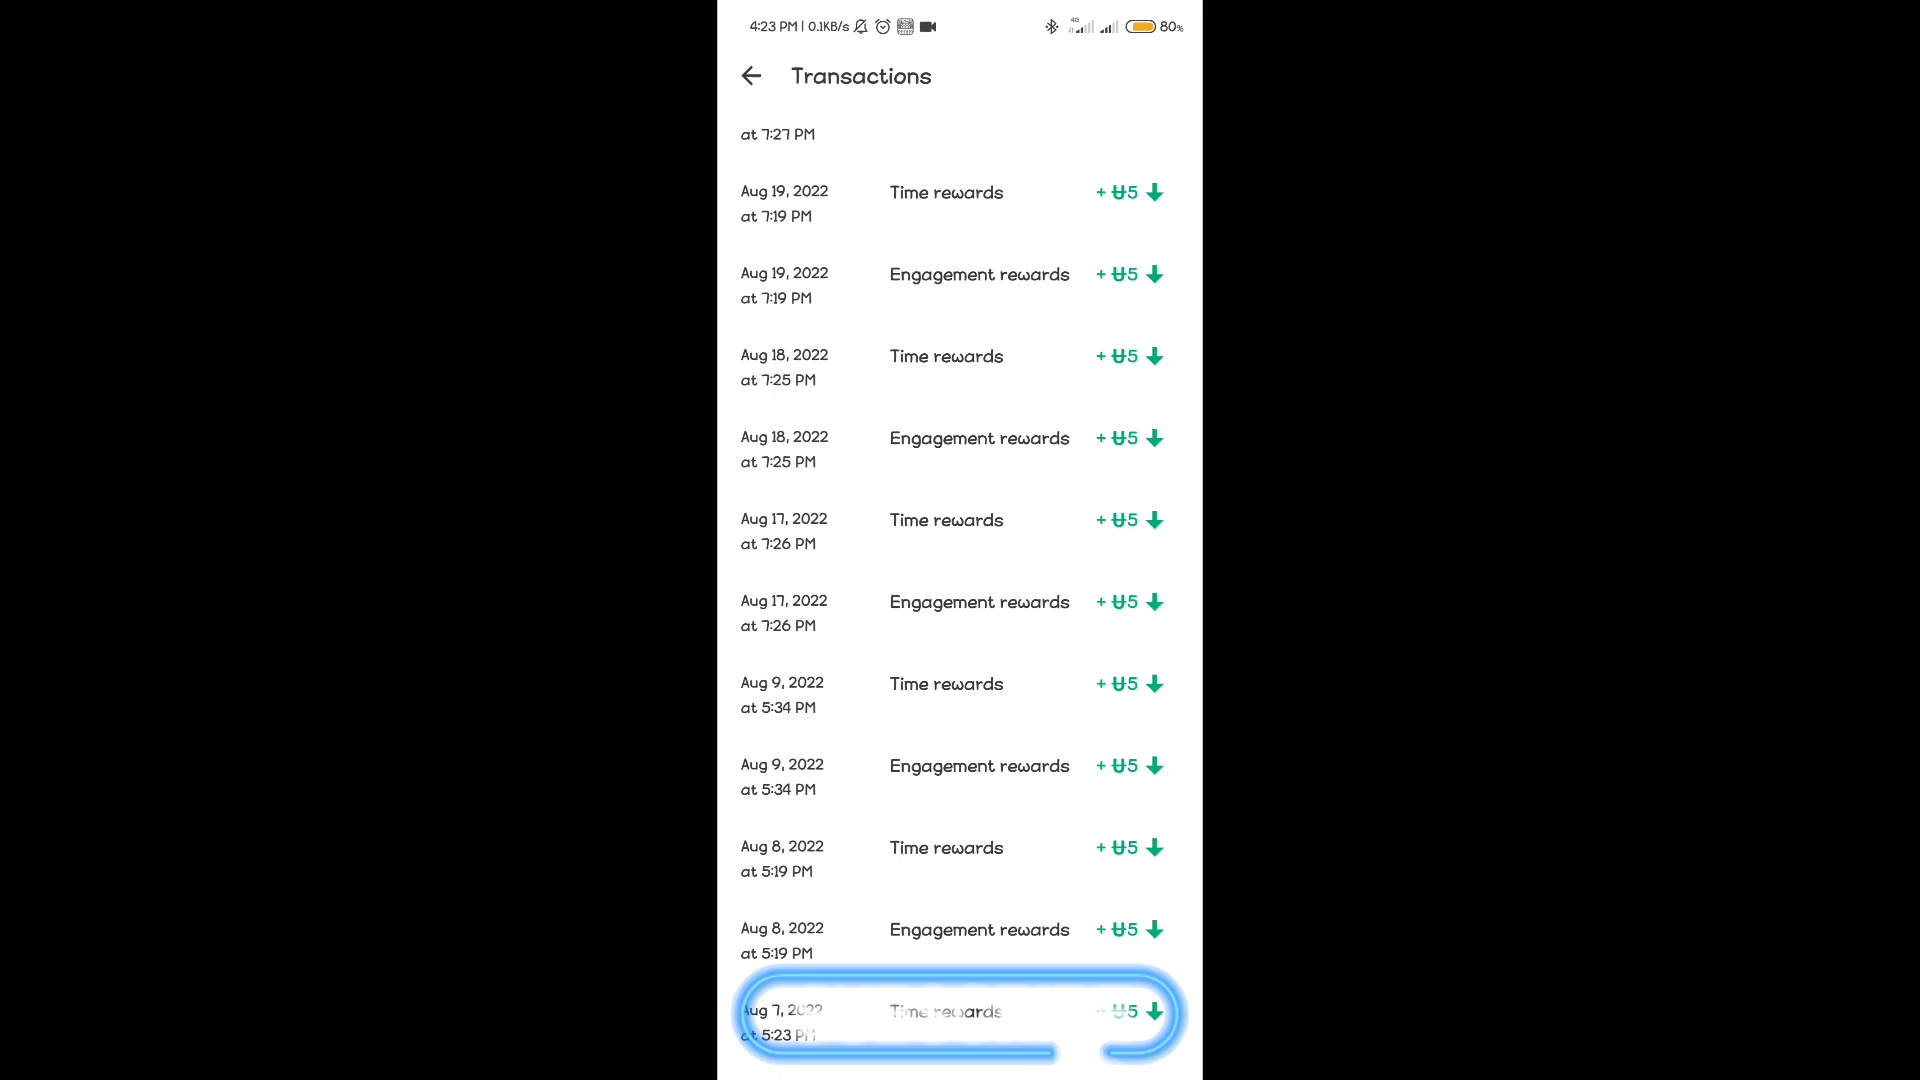 4:23 PM | 0.1KB/s 4G 80%
Transactions
at 7:27 PM
Aug 19, 2022 Time rewards + Ʉ5
at 7:19 PM
Aug 19, 2022 Engagement rewards + Ʉ5
at 7:19 PM
Aug 18, 2022 Time rewards + Ʉ5
at 7:25 PM
Aug 18, 2022 Engagement rewards + Ʉ5
at 7:25 PM
Aug 17, 2022 Time rewards + Ʉ5
at 7:26 PM
Aug 17, 2022 Engagement rewards + Ʉ5
at 7:26 PM
Aug 9, 2022 Time rewards + Ʉ5
at 5:34 PM
Aug 9, 2022 Engagement rewards + Ʉ5
at 5:34 PM
Aug 8, 2022 Time rewards + Ʉ5
at 5:19 PM
Aug 8, 2022 Engagement rewards + Ʉ5
at 5:19 PM
Aug 7, 2022 Time rewards + Ʉ5
at 5:23 PM